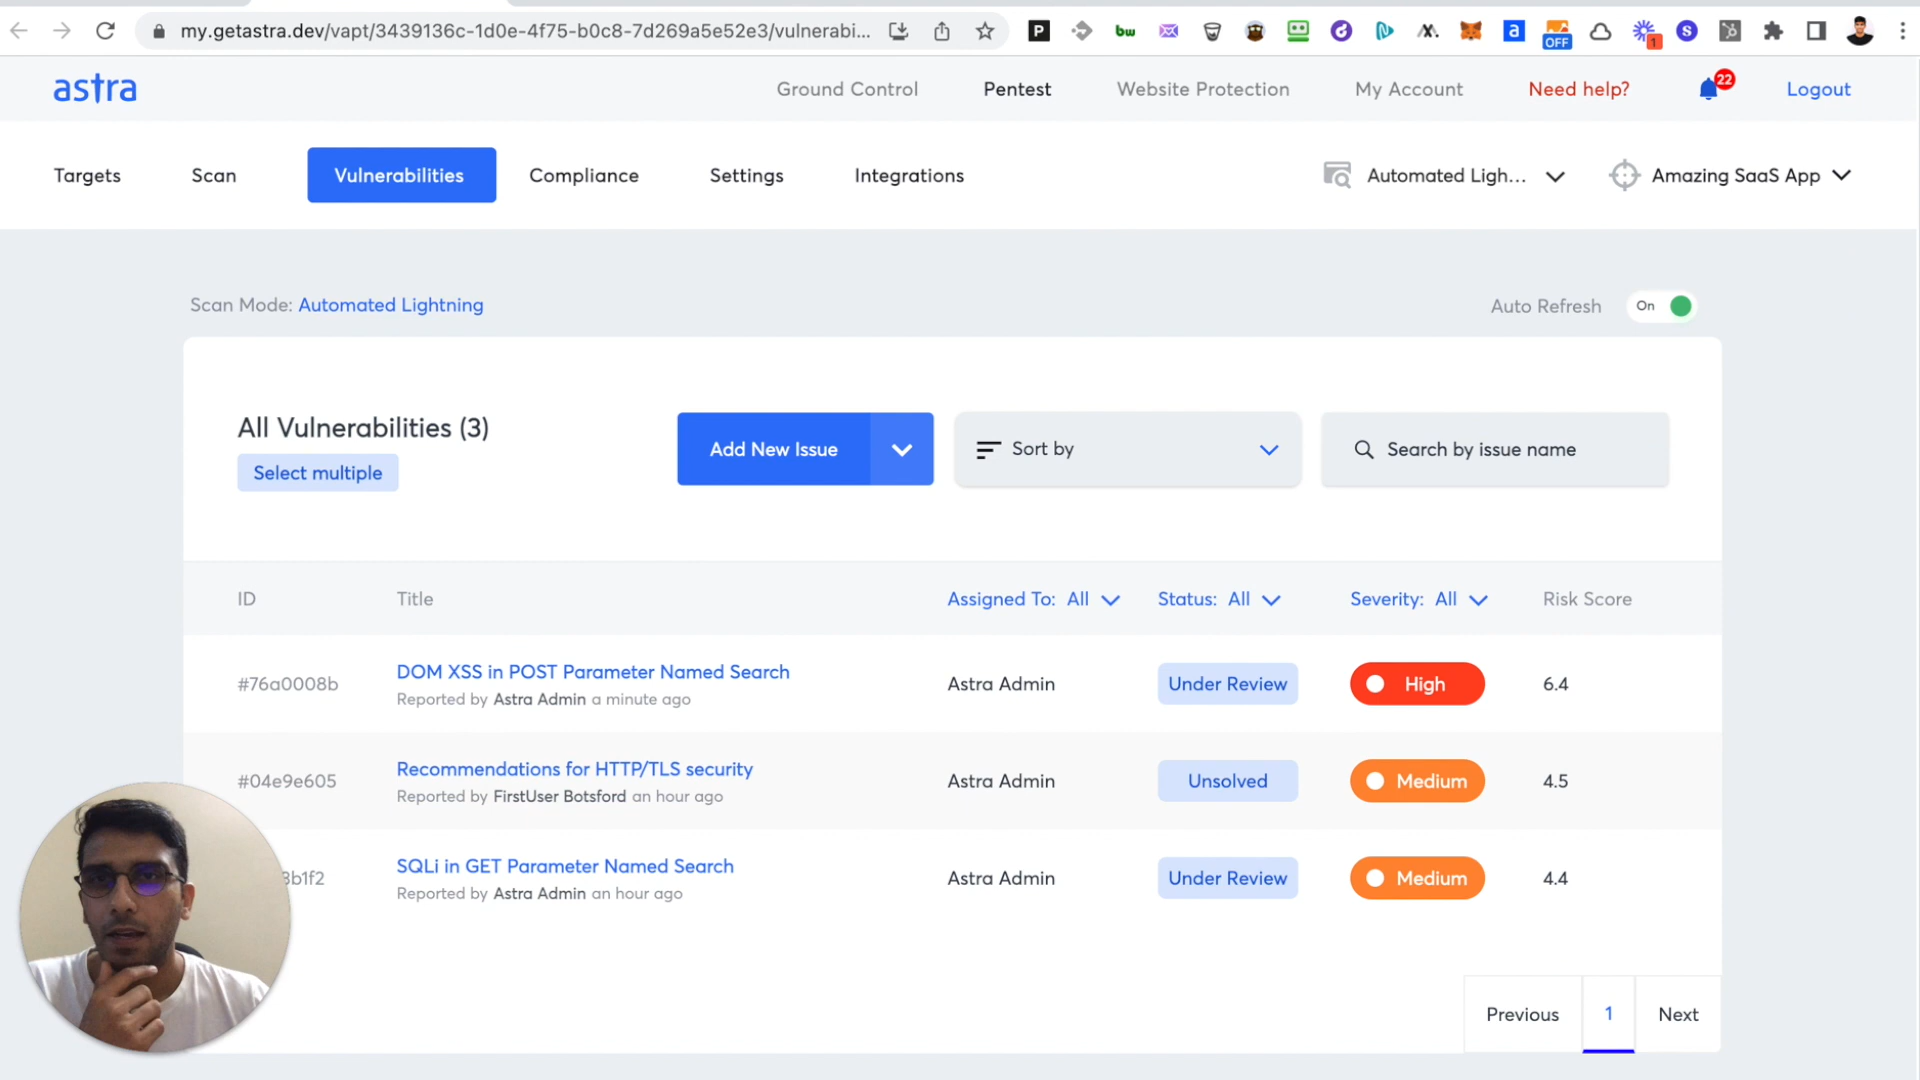 my.getastra.dev/vapt/3439136c-1d0e-4f75-b0c8-7d269a5e52e3/vulnerabi...
P
bw
a
OFF
1
S
astra
Ground Control
Pentest
Website Protection
My Account
Need help?
22
Logout
Targets
Scan
Vulnerabilities
Compliance
Settings
Integrations
Automated Ligh...
Amazing SaaS App
Scan Mode: Automated Lightning
Auto Refresh
On
All Vulnerabilities (3)
Select multiple
Add New Issue
Sort by
Search by issue name
ID
Title
Assigned To: All
Status: All
Severity: All
Risk Score
#76a0008b
DOM XSS in POST Parameter Named Search
Reported by Astra Admin a minute ago
Astra Admin
Under Review
High
6.4
#04e9e605
Recommendations for HTTP/TLS security
Reported by FirstUser Botsford an hour ago
Astra Admin
Unsolved
Medium
4.5
3b1f2
SQLi in GET Parameter Named Search
Reported by Astra Admin an hour ago
Astra Admin
Under Review
Medium
4.4
Previous
1
Next